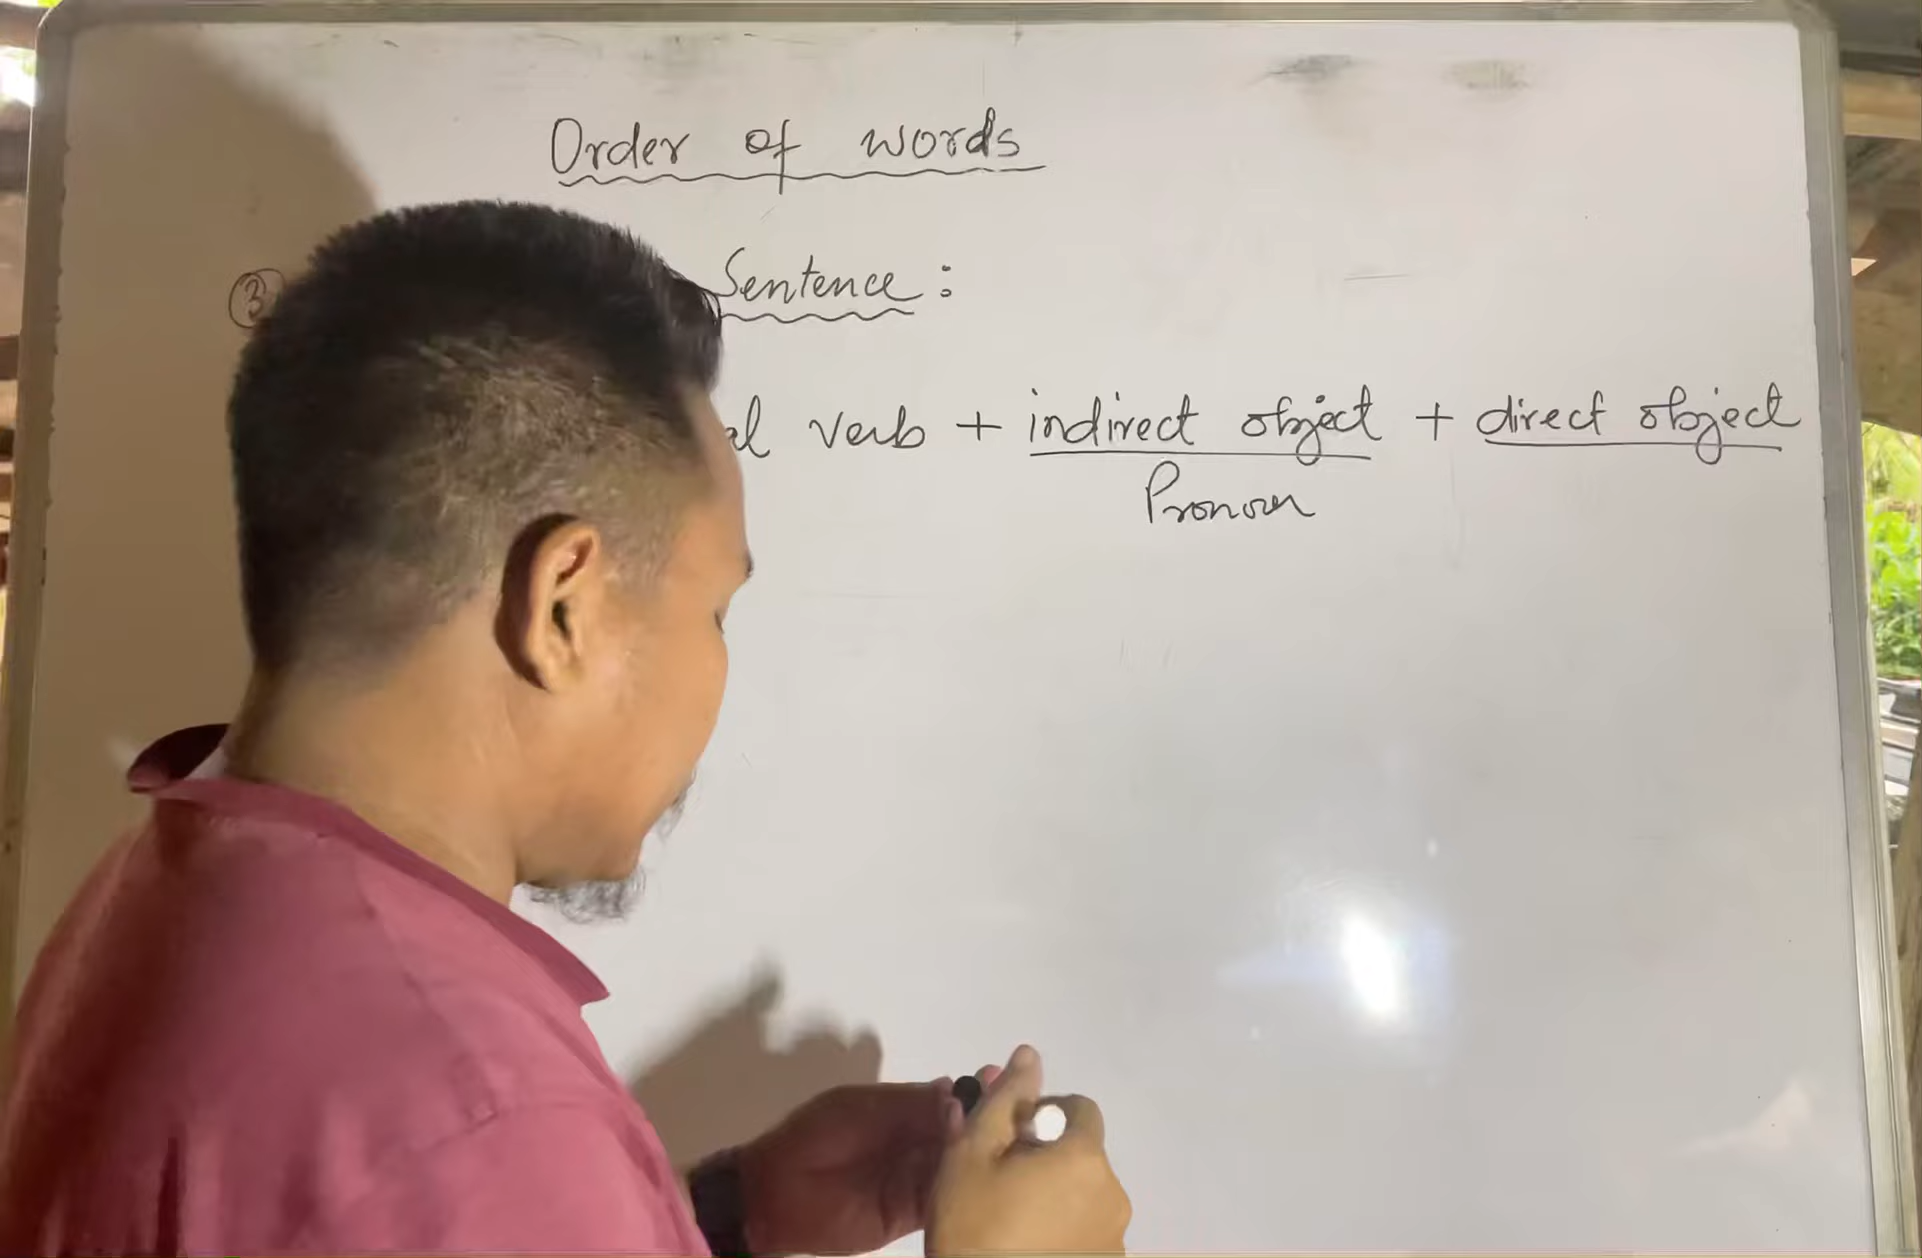 Order of words
③ Sentence :
verb + indirect object + direct object
Pronoun